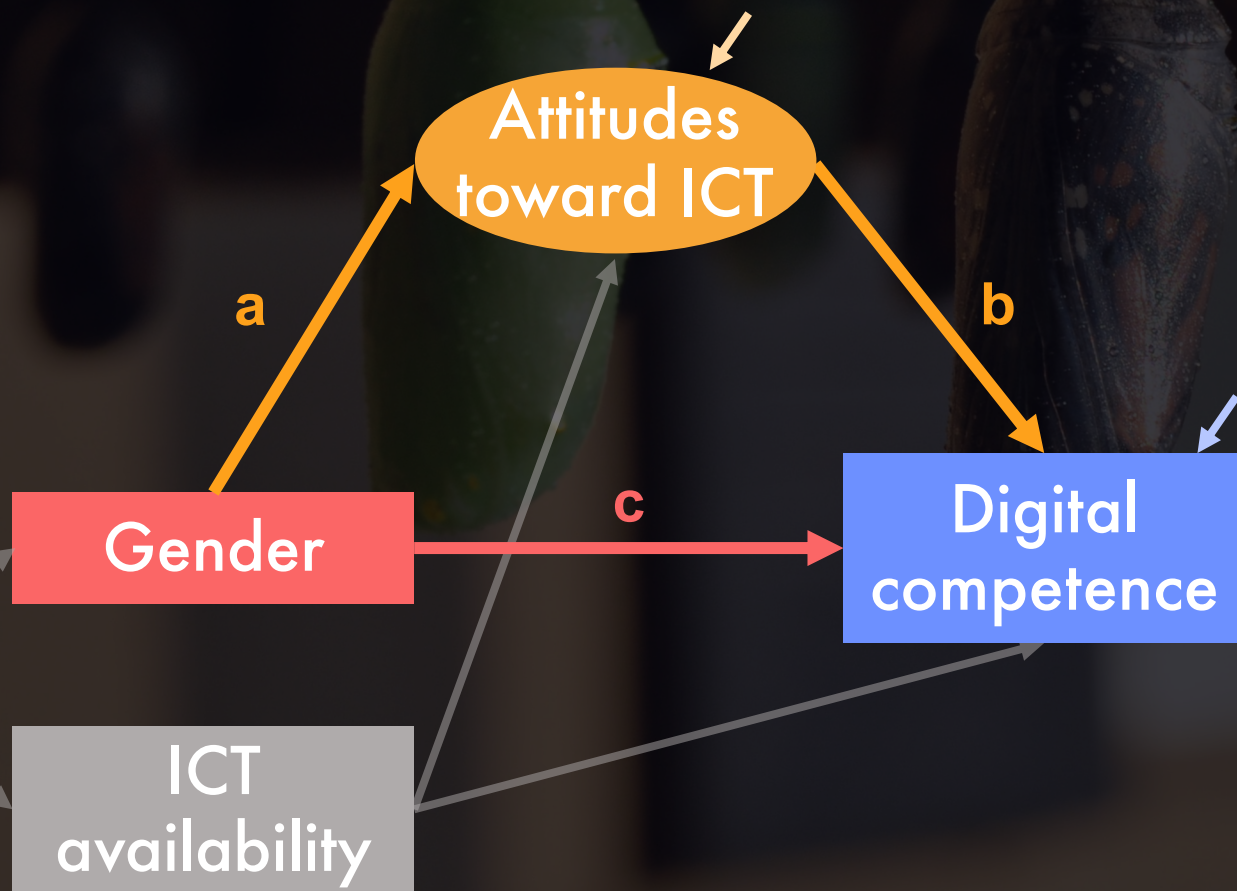 Attitudes
toward ICT
a
b
c
Gender
Digital
competence
ICT
availability